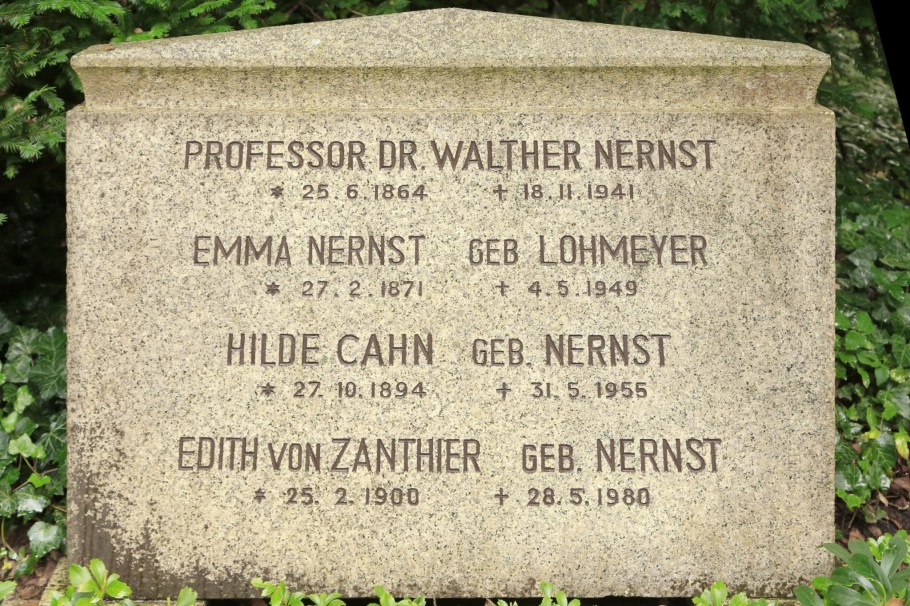 PROFESSOR DR. WALTHER NERNST
* 25.6.1864 ✝ 18.11.1941
EMMA NERNST GEB LOHMEYER
* 27.2.1871 ✝ 4.5.1949
HILDE CAHN GEB. NERNST
* 27.10.1894 ✝ 31.5.1955
EDITH VON ZANTHIER GEB. NERNST
* 25.2.1900 ✝ 28.5.1980